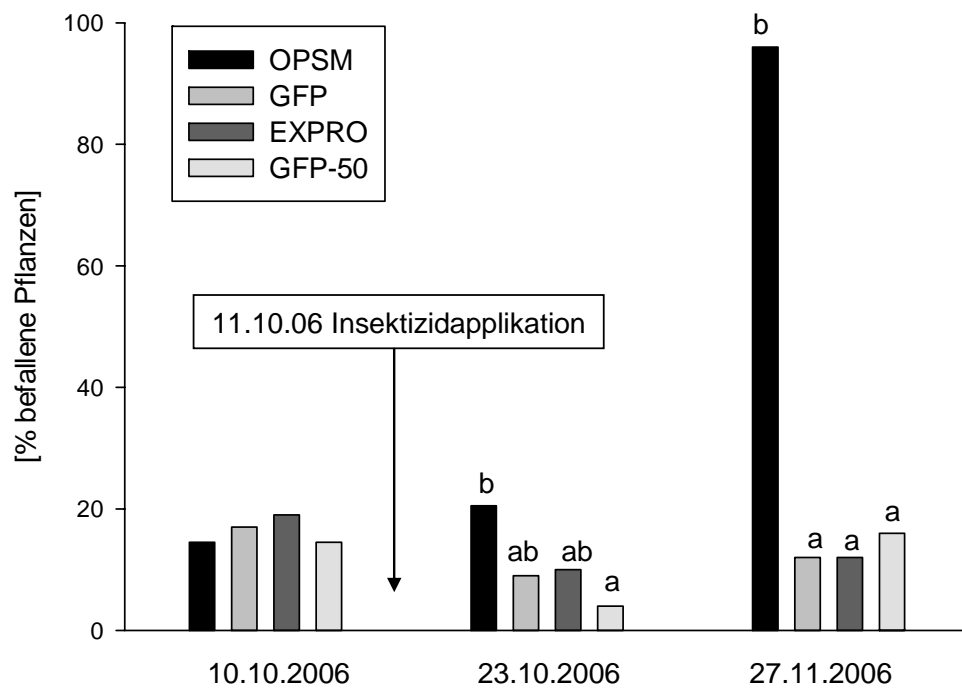 100
80
60
40
20
0
[% befallene Pflanzen]
OPSM
GFP
EXPRO
GFP-50
11.10.06 Insektizidapplikation
b
ab ab
a
b
a a a
10.10.2006 23.10.2006 27.11.2006